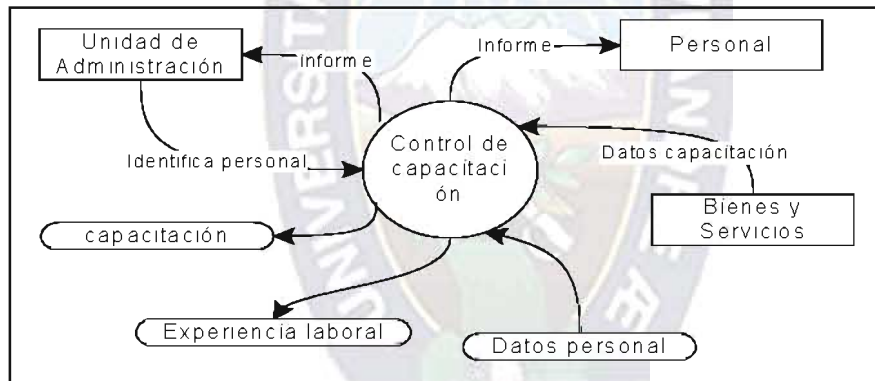 Unidad de
Administración
Informe
Informe
Personal
Identifica personal
Control de
capacitaci
ón
Datos capacitación
Bienes y
Servicios
capacitación
Experiencia laboral
Datos personal